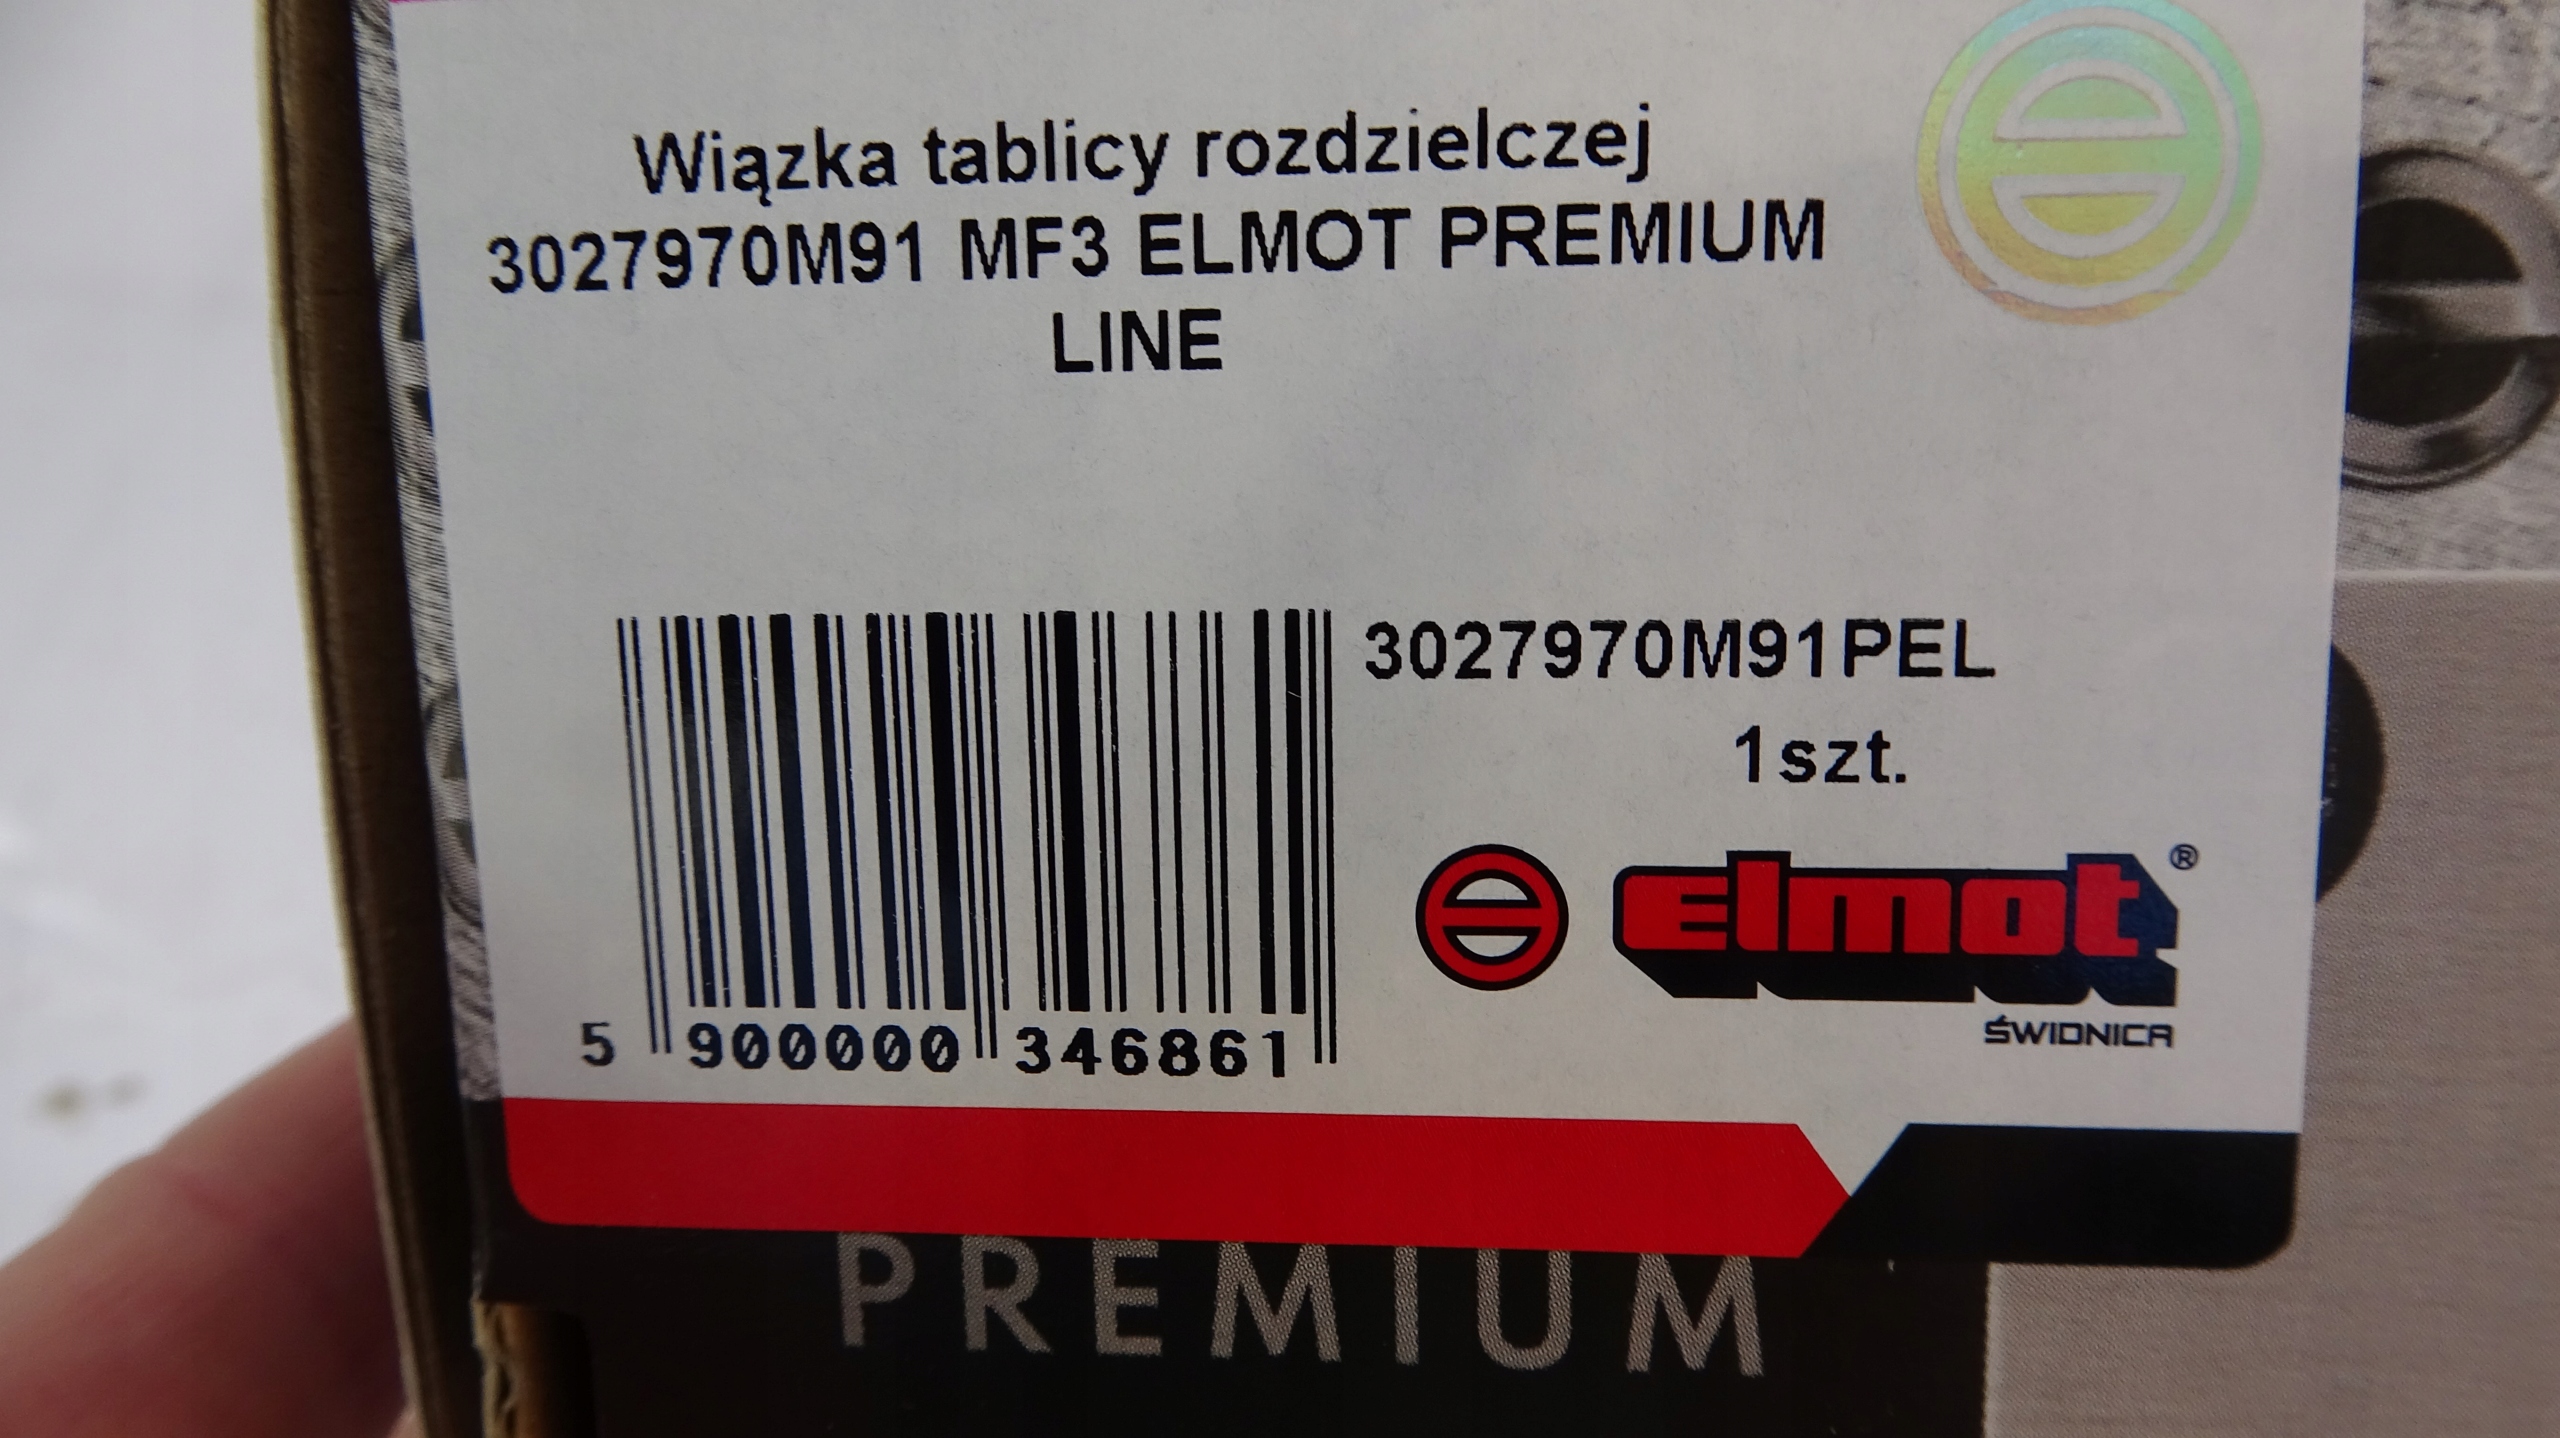 Wiązka tablicy rozdzielczej
3027970M91 MF3 ELMOT PREMIUM
LINE
3027970M91PEL
1szt.
elmot®
ŚWIDNICA
5 900000 346861
PREMIUM